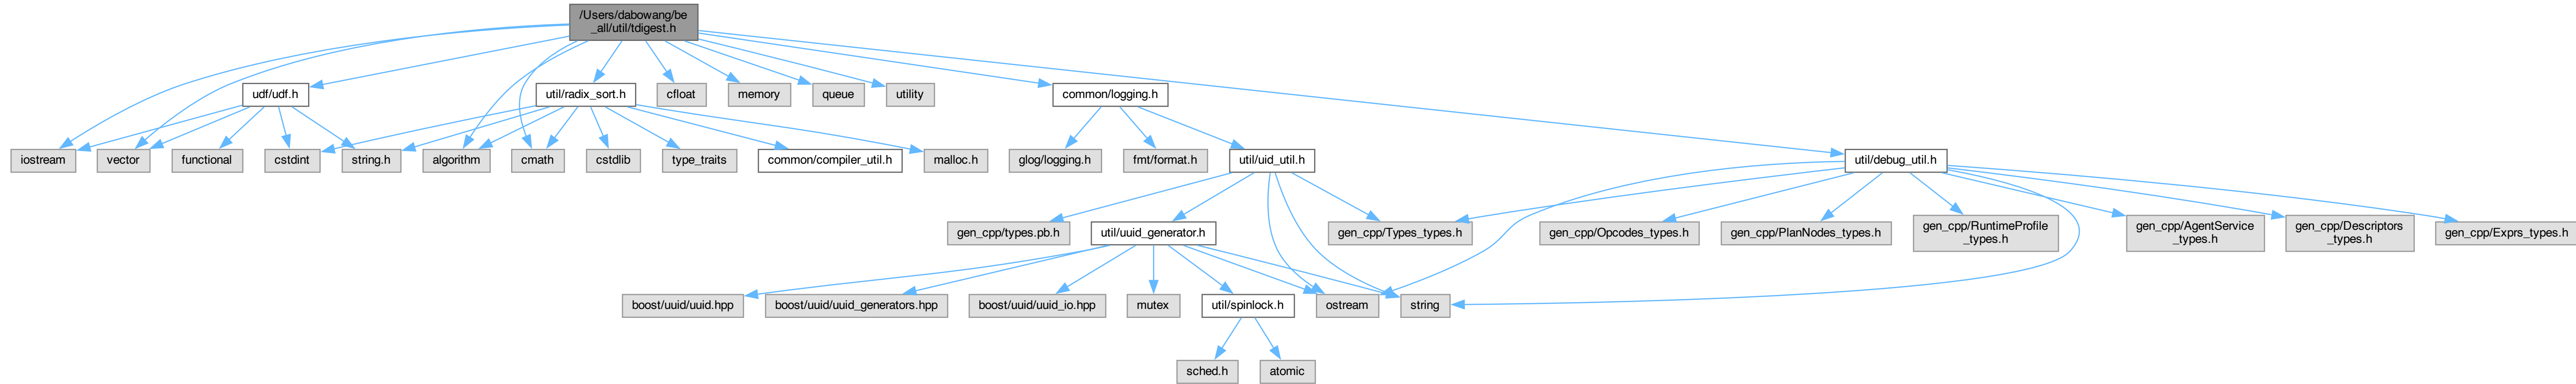 /Users/dabowang/be
_all/util/tdigest.h
udf/udf.h
util/radix_sort.h
cfloat
memory
queue
utility
common/logging.h
iostream
vector
functional
cstdint
string.h
algorithm
cmath
cstdlib
type_traits
common/compiler_util.h
malloc.h
glog/logging.h
fmt/format.h
util/uid_util.h
util/debug_util.h
gen_cpp/types.pb.h
util/uuid_generator.h
gen_cpp/Types_types.h
gen_cpp/Opcodes_types.h
gen_cpp/PlanNodes_types.h
gen_cpp/RuntimeProfile
_types.h
gen_cpp/AgentService
_types.h
gen_cpp/Descriptors
_types.h
gen_cpp/Exprs_types.h
boost/uuid/uuid.hpp
boost/uuid/uuid_generators.hpp
boost/uuid/uuid_io.hpp
mutex
util/spinlock.h
ostream
string
sched.h
atomic